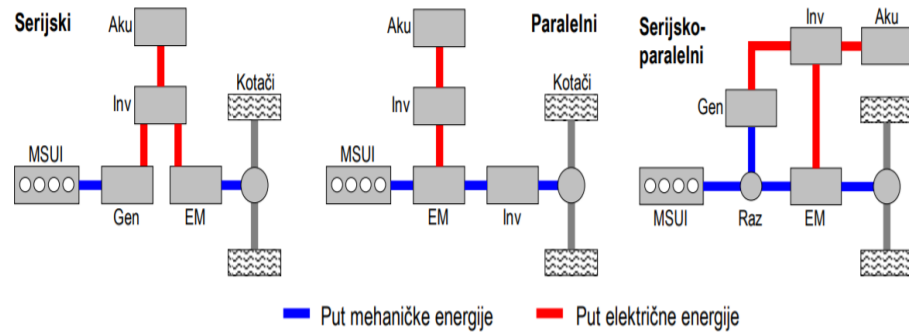 Serijski
Aku
Inv
Kotači
MSUI
Gen
EM
Paralelni
Aku
Inv
Kotači
MSUI
EM
Inv
Serijsko-
paralelni
Inv
Aku
Gen
MSUI
Raz
EM
Put mehaničke energije
Put električne energije